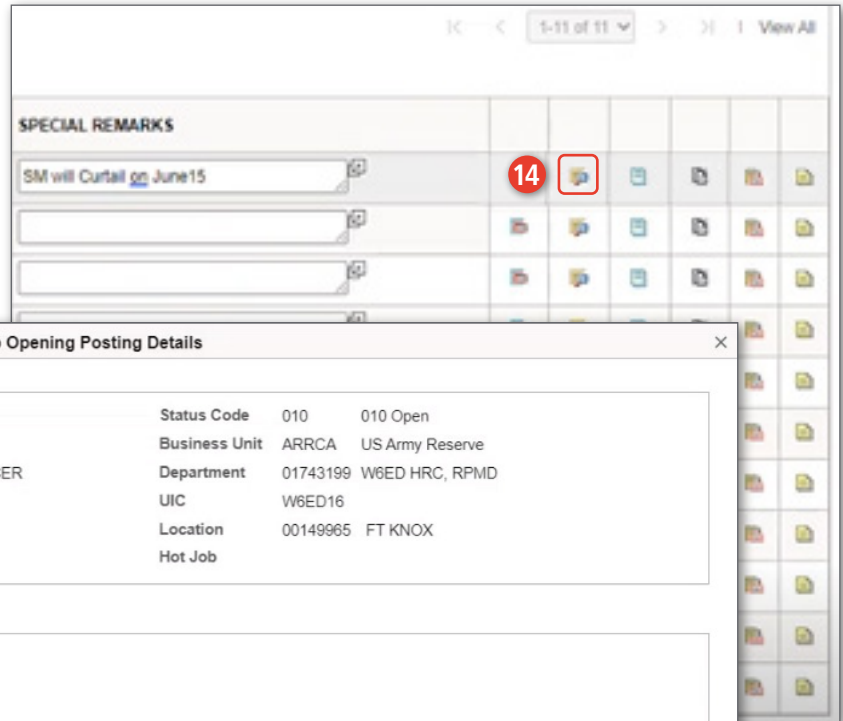 1-11 of 11
View All
SPECIAL REMARKS
SM will Curtail on June15
14
Opening Posting Details
Status Code 010 010 Open
Business Unit ARRCA US Army Reserve
Department 01743199 W6ED HRC, RPMD
UIC W6ED16
Location 00149965 FT KNOX
Hot Job